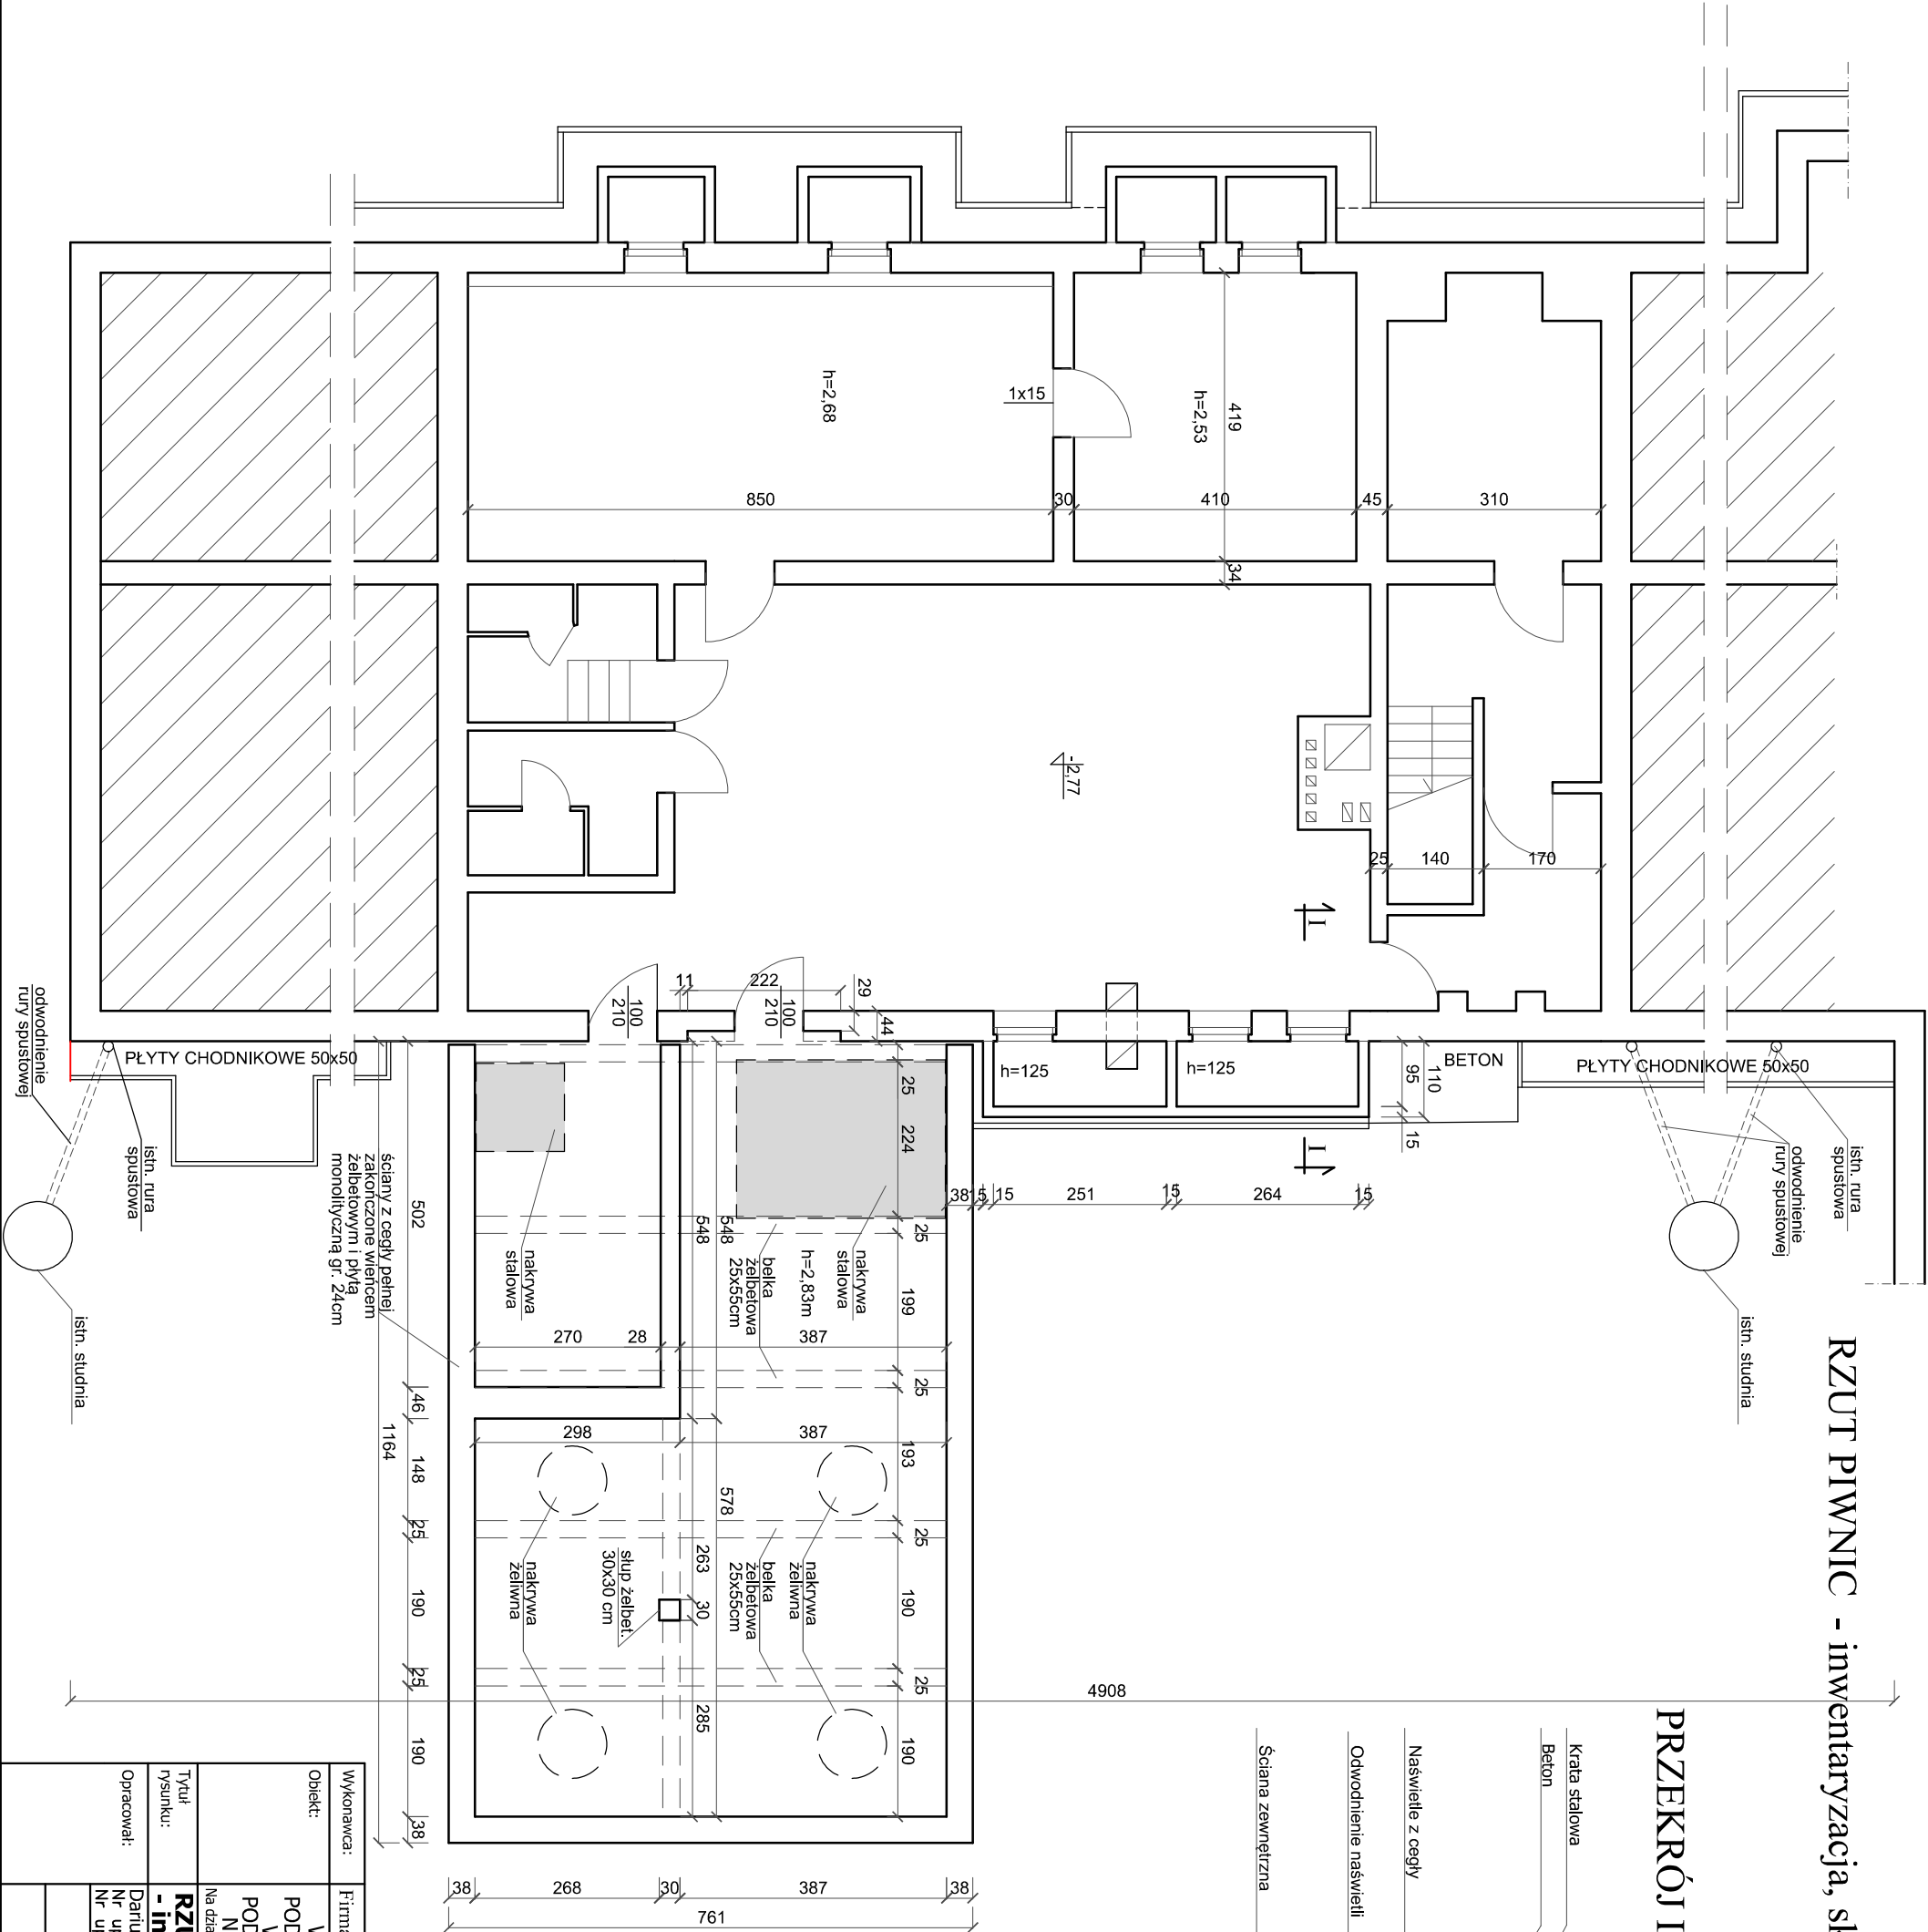 RZUT PIWNIC - inwentaryzacja,
PRZEKRÓJ I
h=2,68
1x15
h=2,53
419
850
30
410
45
310
34
-2,77
25
140
170
I
I
11
222
29
44
100
210
100
210
h=125
h=125
110
95
15
BETON
PŁYTY CHODNIKOWE 50x50
PŁYTY CHODNIKOWE 50x50
odwodnienie
rury spustowej
istn. rura
spustowa
istn. studnia
odwodnienie
rury spustowej
istn. rura
spustowa
istn. studnia
38
15
15
251
15
264
15
ściany z cegły pełnej
zakończone wieńcem
żelbetowym i płytą
monolityczną gr. 24cm
nakrywa
stalowa
belka
żelbetowa
25x55cm
h=2,83m
nakrywa
stalowa
25
224
25
199
25
193
25
190
25
190
502
46
148
25
190
25
190
38
1164
548
548
578
263
30
285
270
28
387
298
387
nakrywa
żeliwna
słup żelbet.
30x30 cm
belka
żelbetowa
25x55cm
nakrywa
żeliwna
4908
38
268
30
387
38
761
Krata stalowa
Beton
Naświetle z cegły
Odwodnienie naświetli
Ściana zewnętrzna
Wykonawca:
Firma
Obiekt:
Tytuł
rysunku:
Opracował: